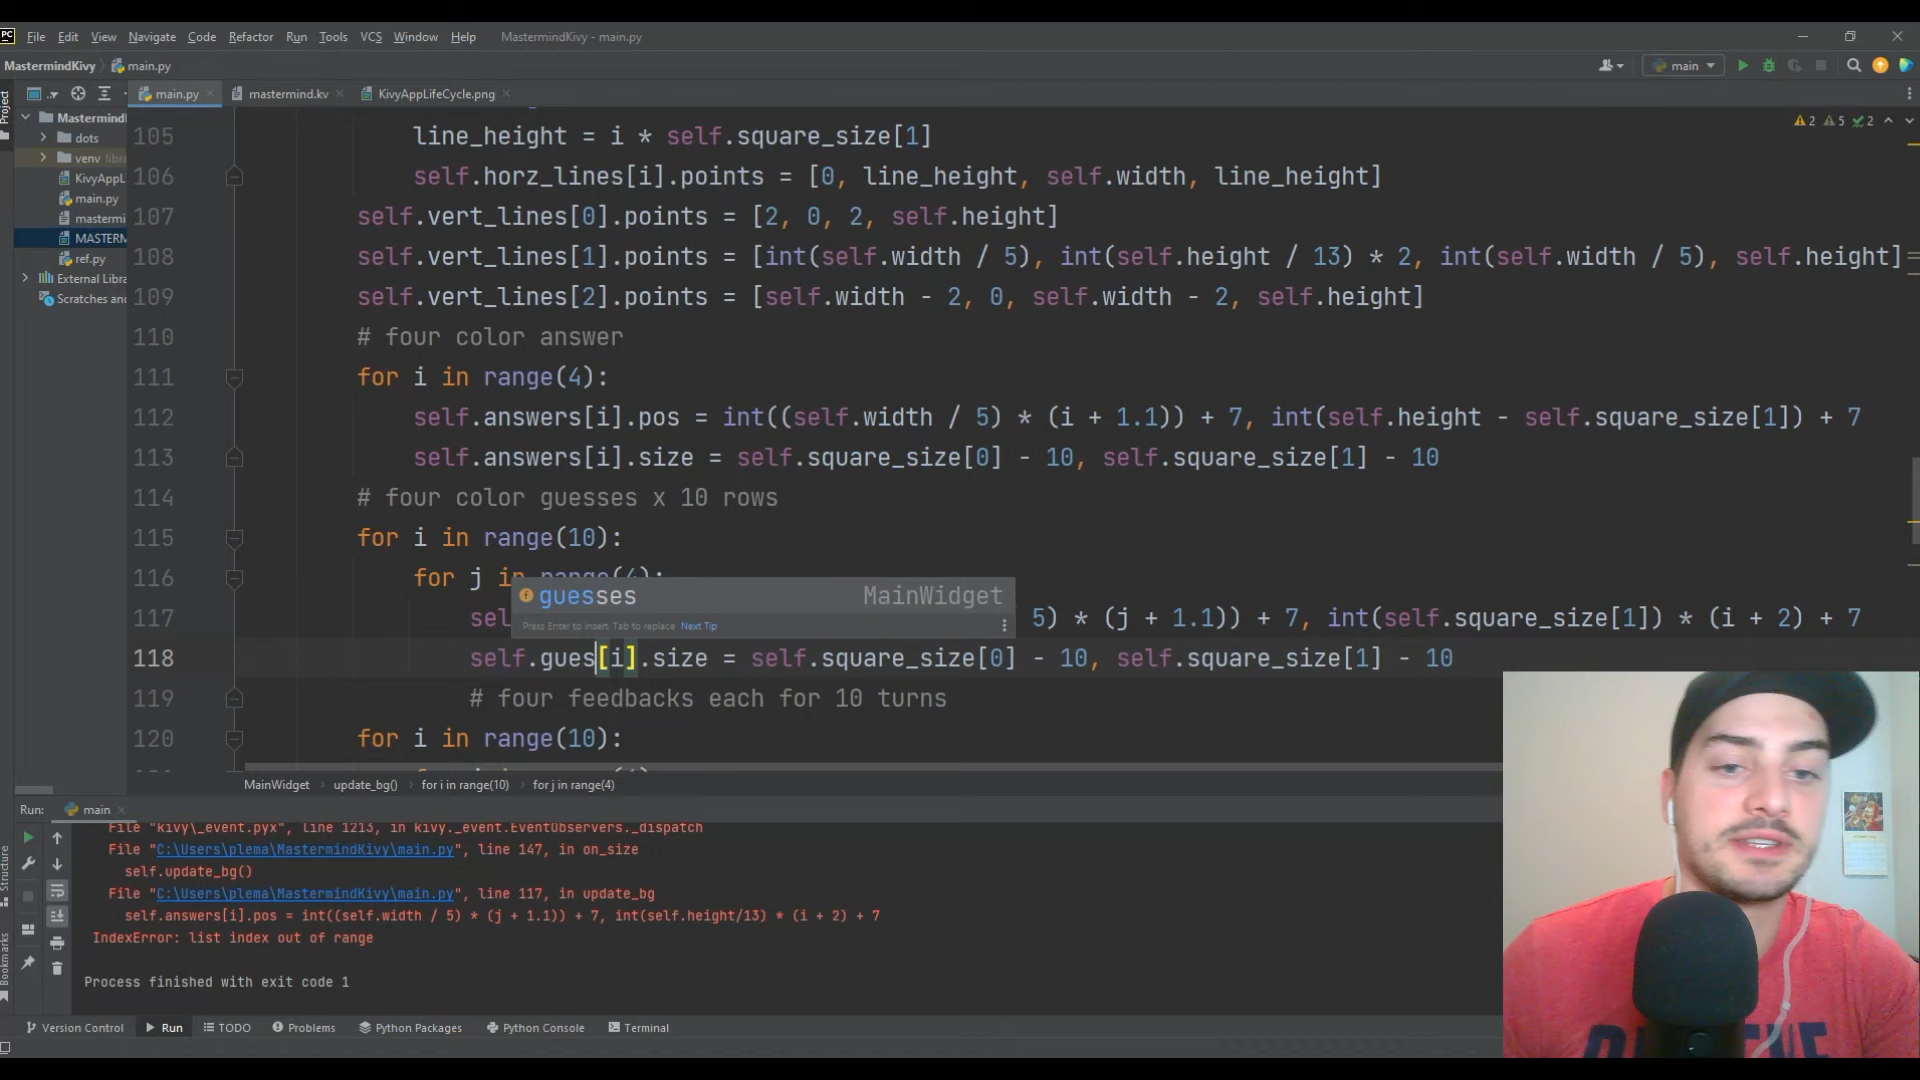 PC File Edit View Navigate Code Refactor Run Tools VCS Window Help MastermindKivy - main.py
MastermindKivy main.py main
main.py mastermind.kv KivyAppLifeCycle.png
Project
Mastermind
dots
venv libra
KivyAppL
main.py
mastermi
MASTERM
ref.py
External Libra
Scratches and
2 5 2
105 line_height = i * self.square_size[1]
106 self.horz_lines[i].points = [0, line_height, self.width, line_height]
107 self.vert_lines[0].points = [2, 0, 2, self.height]
108 self.vert_lines[1].points = [int(self.width / 5), int(self.height / 13) * 2, int(self.width / 5), self.height]
109 self.vert_lines[2].points = [self.width - 2, 0, self.width - 2, self.height]
110 # four color answer
111 for i in range(4):
112 self.answers[i].pos = int((self.width / 5) * (i + 1.1)) + 7, int(self.height - self.square_size[1]) + 7
113 self.answers[i].size = self.square_size[0] - 10, self.square_size[1] - 10
114 # four color guesses x 10 rows
115 for i in range(10):
116 for j in range(4):
guesses MainWidget
Press Enter to insert, Tab to replace Next Tip
117 sel 5) * (j + 1.1)) + 7, int(self.square_size[1]) * (i + 2) + 7
118 self.gues[i].size = self.square_size[0] - 10, self.square_size[1] - 10
119 # four feedbacks each for 10 turns
120 for i in range(10):
MainWidget update_bg() for i in range(10) for j in range(4)
Run: main
File "kivy\_event.pyx", line 1213, in kivy._event.EventObservers._dispatch
File "C:\Users\plema\MastermindKivy\main.py", line 147, in on_size
self.update_bg()
File "C:\Users\plema\MastermindKivy\main.py", line 117, in update_bg
self.answers[i].pos = int((self.width / 5) * (j + 1.1)) + 7, int(self.height/13) * (i + 2) + 7
IndexError: list index out of range
Process finished with exit code 1
Structure
Bookmarks
Version Control Run TODO Problems Python Packages Python Console Terminal